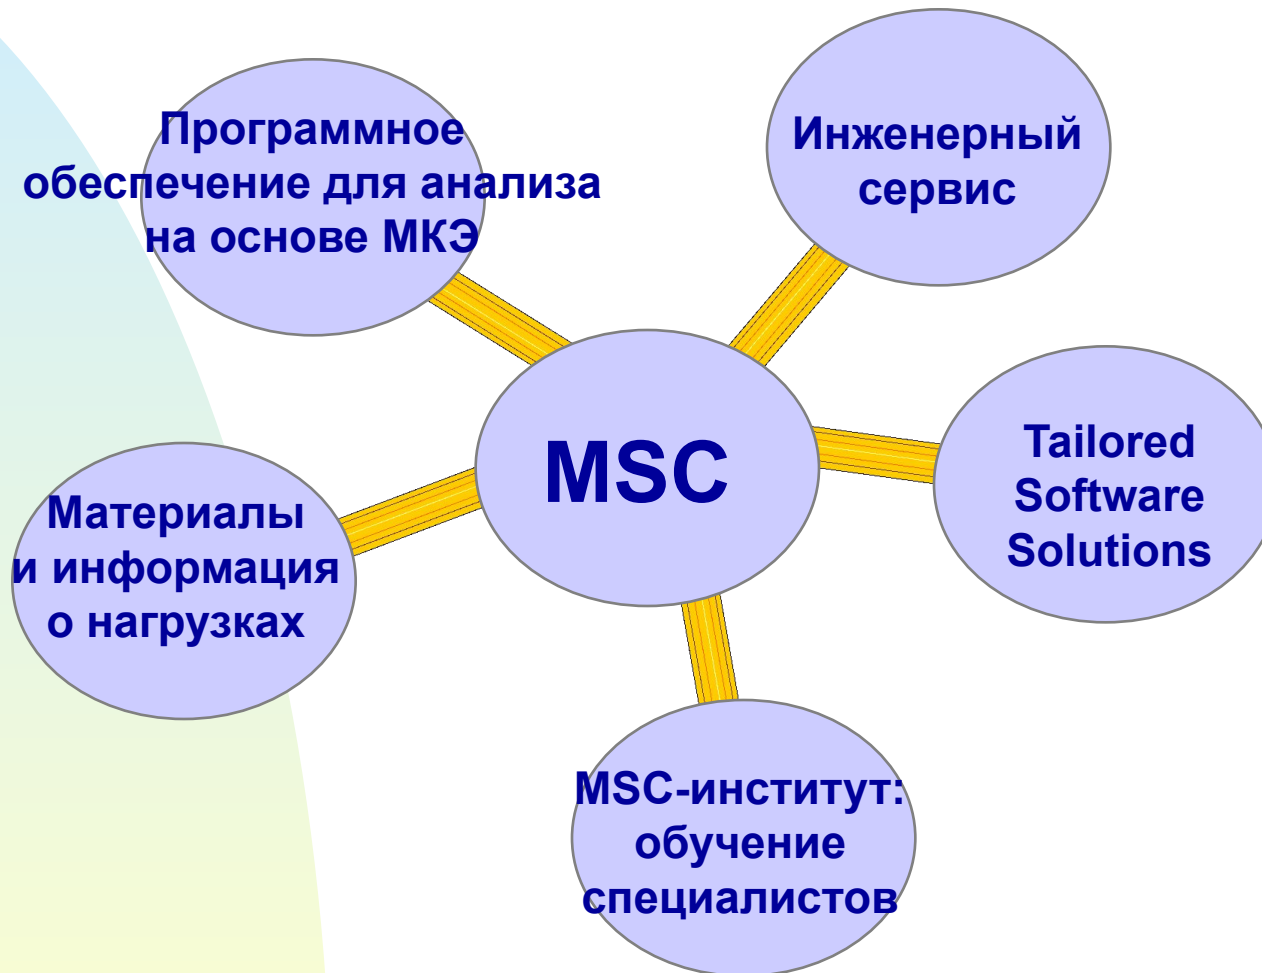 Программное
обеспечение для анализа
на основе МКЭ
Инженерный
сервис
MSC
Tailored
Software
Solutions
Материалы
и информация
о нагрузках
MSC-институт:
обучение
специалистов